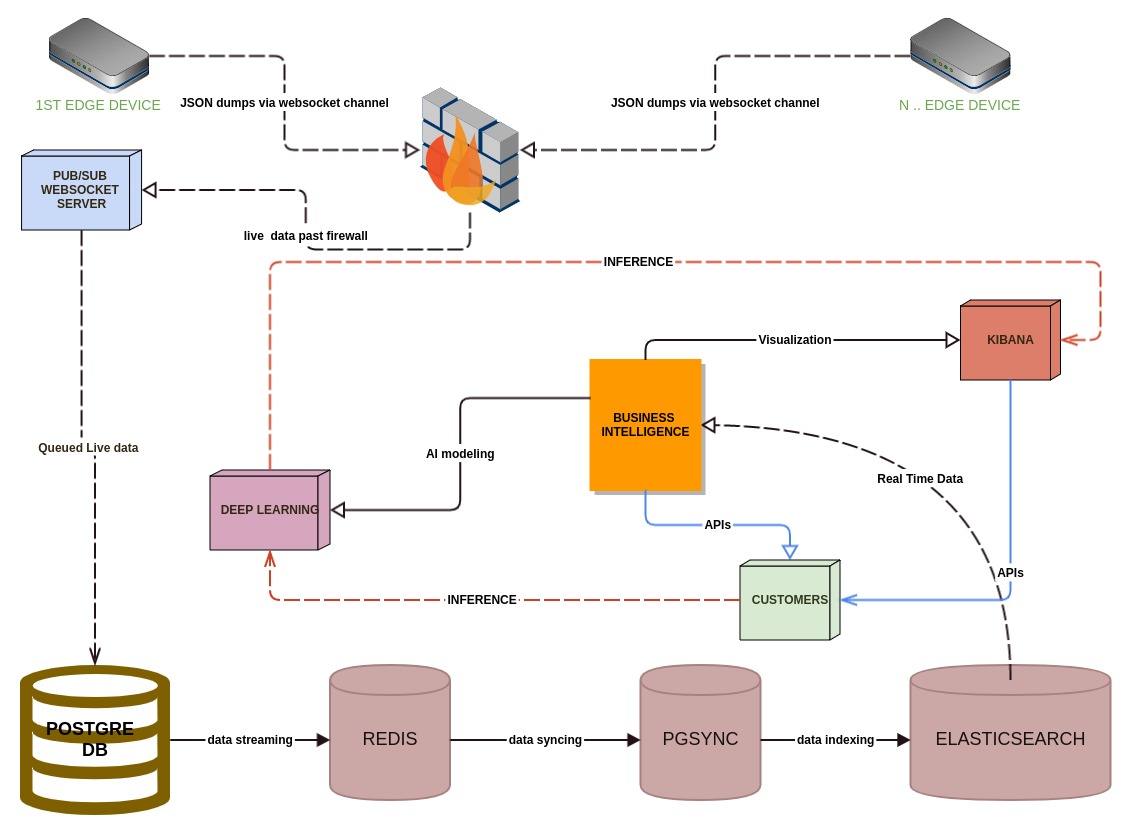 1ST EDGE DEVICE
JSON dumps via websocket channel
JSON dumps via websocket channel
N .. EDGE DEVICE
PUB/SUB
WEBSOCKET
SERVER
live  data past firewall
INFERENCE
Visualization
KIBANA
BUSINESS
INTELLIGENCE
Queued Live data
AI modeling
Real Time Data
DEEP LEARNING
APIs
APIs
INFERENCE
CUSTOMERS
POSTGRE
DB
data streaming
REDIS
data syncing
PGSYNC
data indexing
ELASTICSEARCH